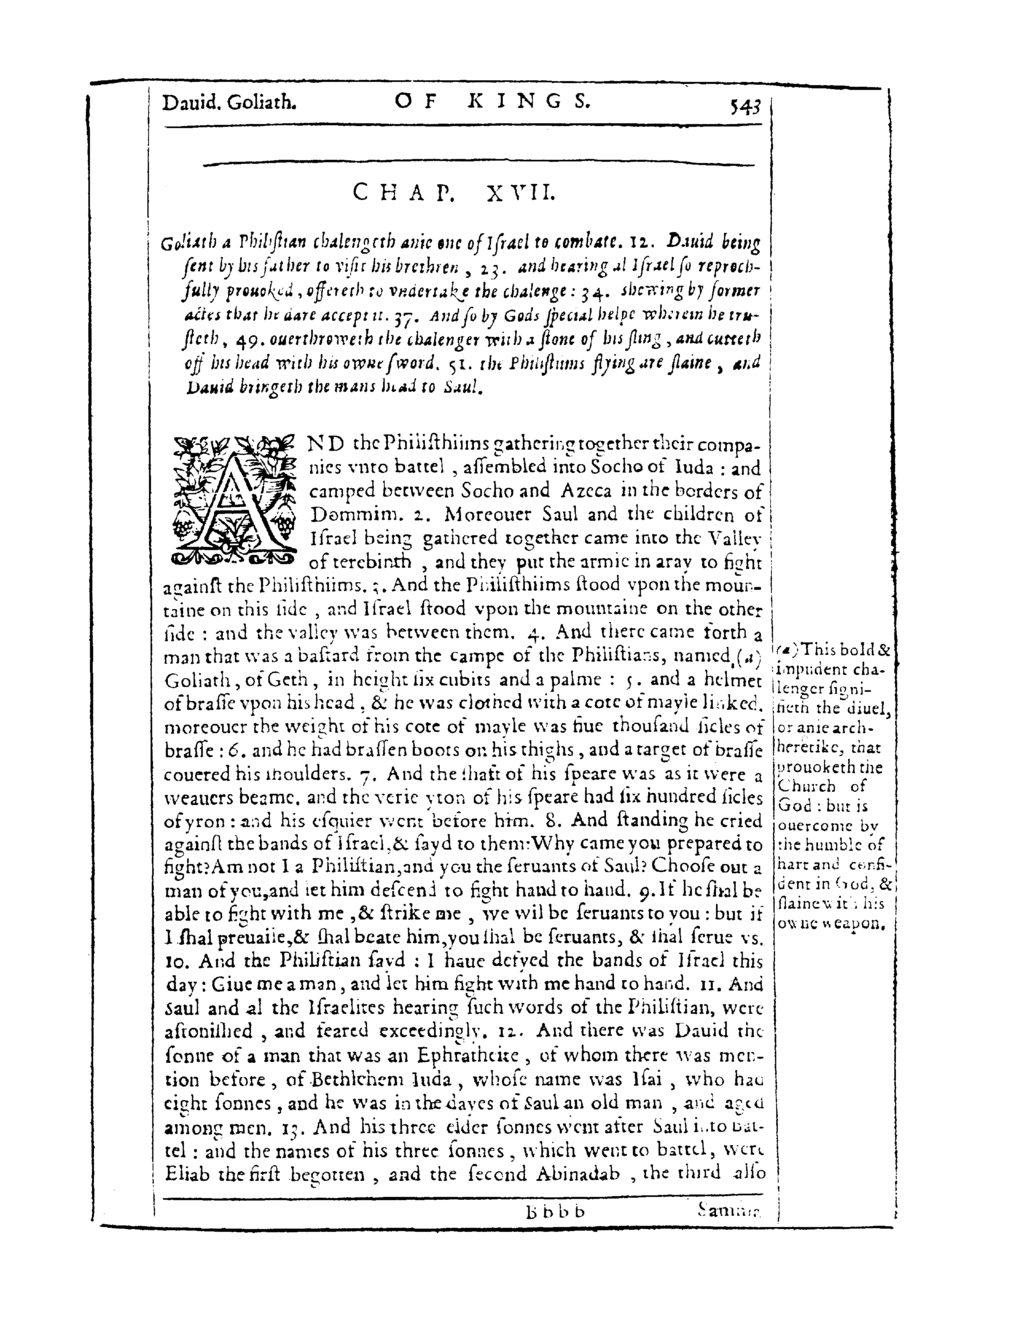 Dauid. Goliath. OF KINGS. 543
CHAP. XVII.
Goliath a Philiſtian chalengeth anie one of Iſrael to combate. 12. Dauid being
ſent by his father to viſit his brethren, 23. and hearing al Iſrael ſo reproch-
fully prouoked, offereth to vndertake the chalenge: 34. shewing by former
actes that he dare accept it. 37. And ſo by Gods ſpecial helpe wherein he tru-
ſteth, 49. ouerthroweth the chalenger with a ſtone of his ſling, and cutteth
off his head with his owne ſword. 51. the Philiſtiims flying are ſlaine, and
Dauid bringeth the mans head to Saul.
AND the Philiſthiims gathering together their compa-
nies vnto battel, aſſembled into Socho of Iuda: and
camped between Socho and Azeca in the borders of
Dommim. 2. Moreouer Saul and the children of
Iſrael being gathered together came into the Valley
of terebinth, and they put the armie in aray to fight
againſt the Philiſthiims. 3. And the Philiſthiims ſtood vpon the moun-
taine on this ſide, and Iſrael ſtood vpon the mountaine on the other
ſide: and the valley was between them. 4. And there came forth a
man that was a baſtard from the campe of the Philiſtians, named (a)
Goliath, of Geth, in height ſix cubits and a palme: 5. and a helmet
of braſſe vpon his head, & he was clothed with a cote of mayle linked.
moreouer the weight of his cote of mayle was fiue thouſand ſicles of
braſſe: 6. and he had braſſen boots on his thighs, and a target of braſſe
couered his shoulders. 7. And the shaft of his ſpeare was as it were a
weauers beame. and the verie yron of his ſpeare had ſix hundred ſicles
of yron: and his eſquier went before him. 8. And ſtanding he cried
againſt the bands of Iſrael, & ſayd to them: Why came you prepared to
fight? Am not I a Philiſtian, and you the ſeruants of Saul? Chooſe out a
man of you, and let him deſcend to fight hand to hand. 9. If he ſhal be
able to fight with me, & ſtrike me, we wil be ſeruants to you: but if
I ſhal preuaile, & ſhal beate him, you ſhal be ſeruants, & shal ſerue vs.
10. And the Philiſtian ſayd: I haue defyed the bands of Iſrael this
day: Giue me a man, and let him fight with me hand to hand. 11. And
Saul and al the Iſraelites hearing ſuch words of the Philiſtian, were
aſtonished, and feared exceedingly. 12. And there was Dauid the
ſonne of a man that was an Ephratheite, of whom there was men-
tion before, of Bethlehem Iuda, whoſe name was Iſai, who had
eight ſonnes, and he was in the dayes of Saul an old man, and aged
among men. 13. And his three elder ſonnes went after Saul into bat-
tel: and the names of his three ſonnes, which went to battel, were
Eliab the firſt begotten, and the ſecond Abinadab, the third alſo
Bbbb Samma
(a) This bold &
impudent cha-
lenger ſigni-
fieth the diuel,
or anie arch-
heretike, that
prouoketh the
Church of
God: but is
ouercome by
the humble of
hart and confi-
dent in God, &
ſlaine with his
owne weapon.